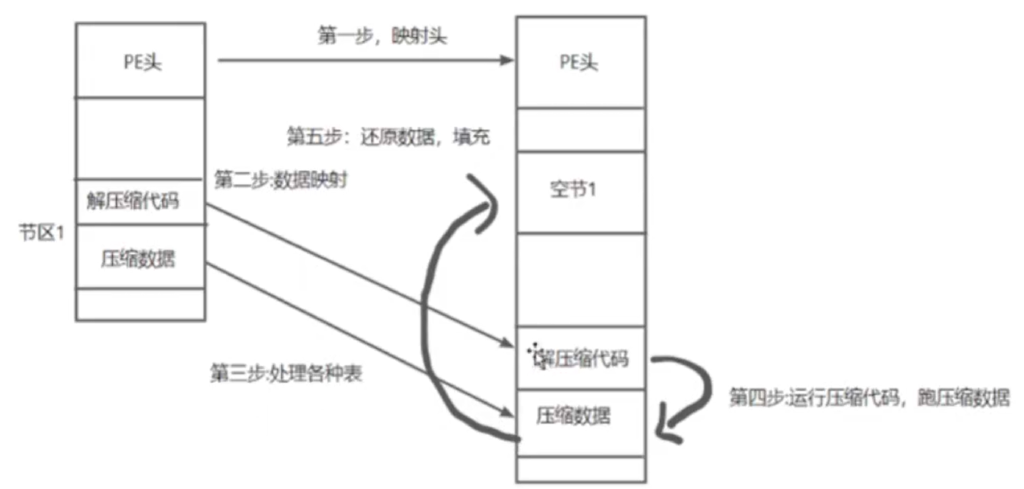 第一步，映射头
PE头
PE头
第五步：还原数据，填充
第二步:数据映射
解压缩代码
空节1
节区1
压缩数据
解压缩代码
第三步:处理各种表
第四步:运行压缩代码，跑压缩数据
压缩数据